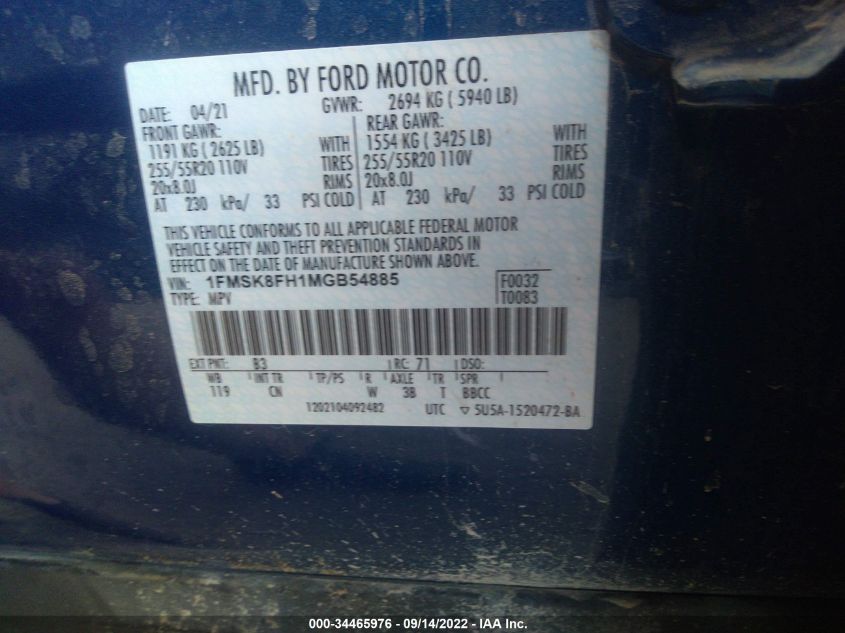 MFD. BY FORD MOTOR CO.
DATE: 04/21 GVWR: 2694 KG ( 5940 LB)
FRONT GAWR: REAR GAWR:
1191 KG ( 2625 LB) WITH 1554 KG ( 3425 LB) WITH
255/55R20 110V TIRES 255/55R20 110V TIRES
20x8.0J RIMS 20x8.0J RIMS
AT 230 kPa/ 33 PSI COLD AT 230 kPa/ 33 PSI COLD
THIS VEHICLE CONFORMS TO ALL APPLICABLE FEDERAL MOTOR
VEHICLE SAFETY AND THEFT PREVENTION STANDARDS IN
EFFECT ON THE DATE OF MANUFACTURE SHOWN ABOVE.
VIN: 1FMSK8FH1MGB54885 F0032
TYPE: MPV T0083
EXT PNT: B3 RC: 71 DSO:
WB INT TR TP/PS R AXLE TR SPR
119 CN W 3B T BBCC
1202104092482 UTC ▽ 5U5A-1520472-BA
000-34465976 - 09/14/2022 - IAA Inc.